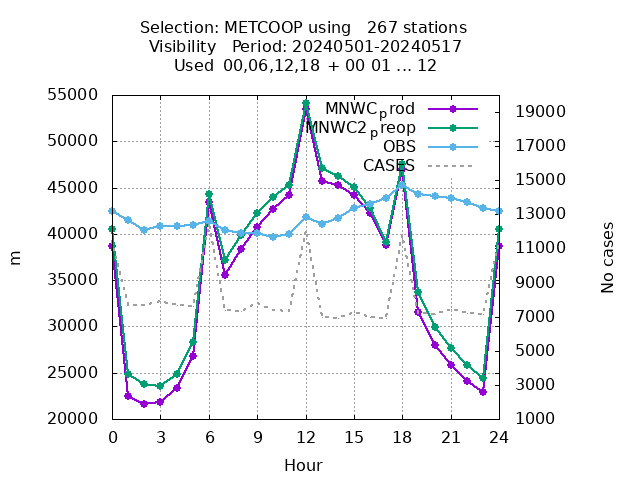 Selection: METCOOP using 267 stations
Visibility Period: 20240501-20240517
Used 00,06,12,18 + 00 01 ... 12
MNWC_prod
MNWC2_preop
OBS
CASES
55000
50000
45000
40000
35000
30000
25000
20000
m
19000
17000
15000
13000
11000
9000
7000
5000
3000
1000
No cases
0 3 6 9 12 15 18 21 24
Hour